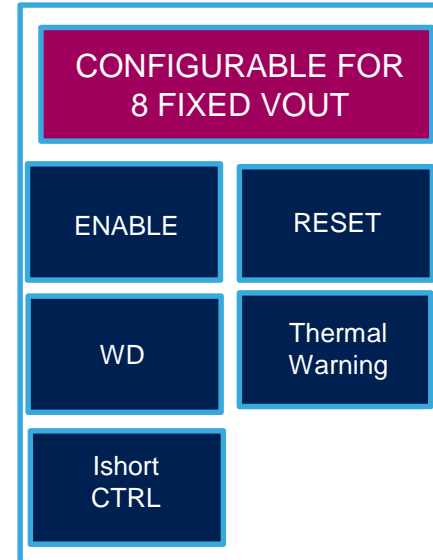 CONFIGURABLE FOR
8 FIXED VOUT
ENABLE
RESET
WD
Thermal
Warning
Ishort
CTRL